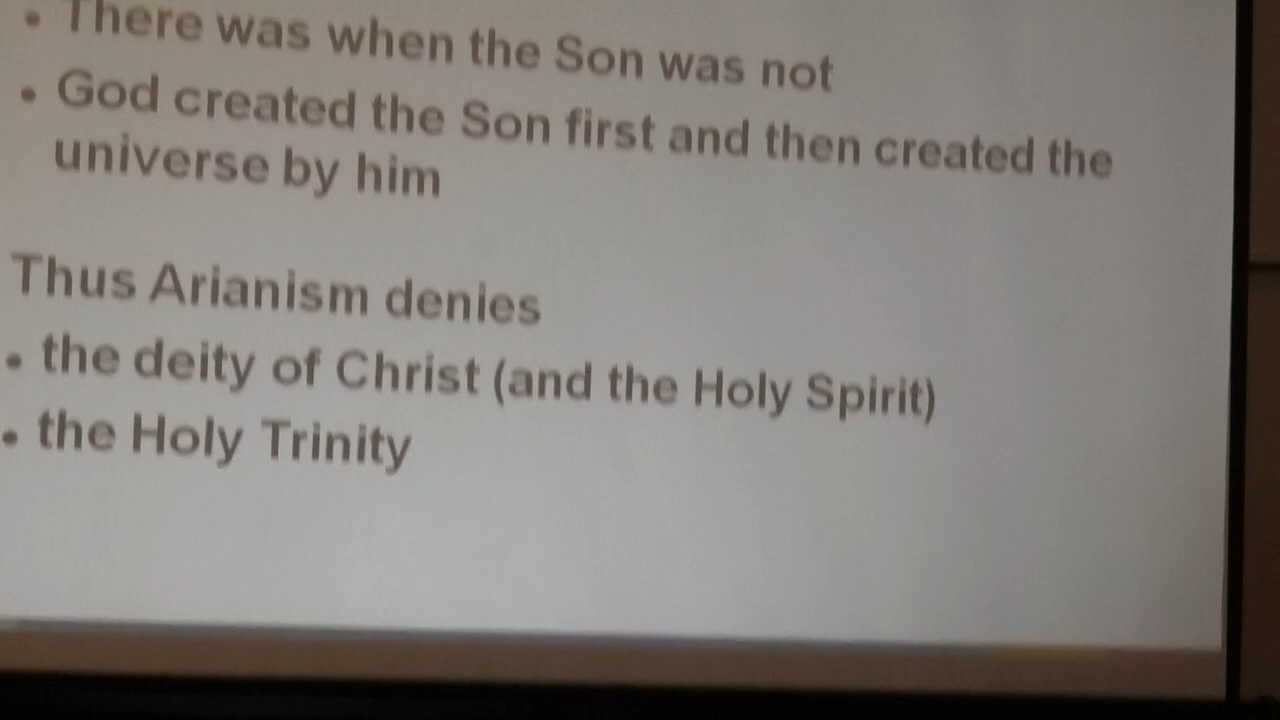 • There was when the Son was not
• God created the Son first and then created the
universe by him
Thus Arianism denies
• the deity of Christ (and the Holy Spirit)
• the Holy Trinity